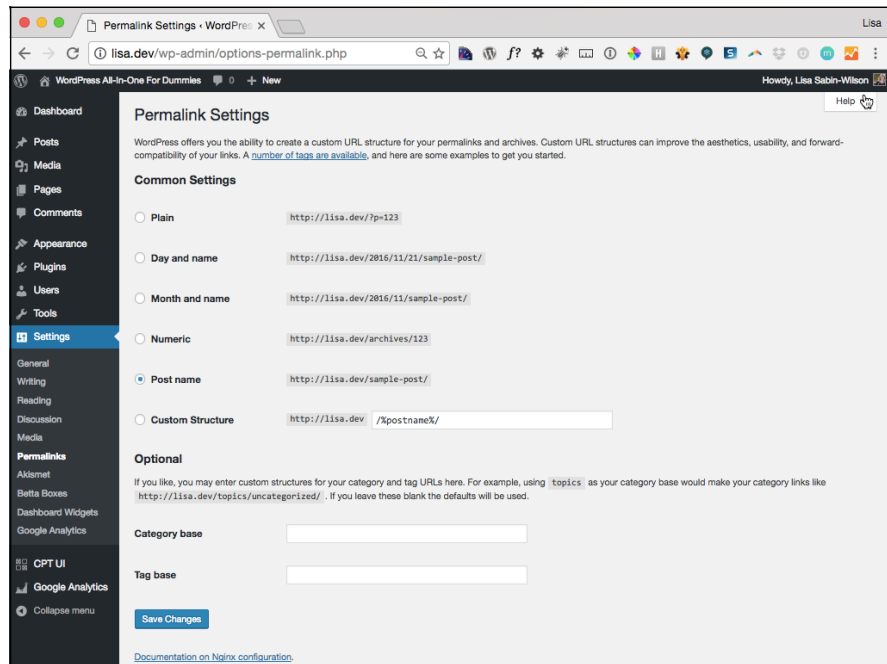 Permalink Settings ‹ WordPres
Lisa
lisa.dev/wp-admin/options-permalink.php
WordPress All-In-One For Dummies 0 + New
Howdy, Lisa Sabin-Wilson
Help
Dashboard
Posts
Media
Pages
Comments
Appearance
Plugins
Users
Tools
Settings
General
Writing
Reading
Discussion
Media
Permalinks
Akismet
Betta Boxes
Dashboard Widgets
Google Analytics
CPT UI
Google Analytics
Collapse menu
Permalink Settings
WordPress offers you the ability to create a custom URL structure for your permalinks and archives. Custom URL structures can improve the aesthetics, usability, and forward-
compatibility of your links. A number of tags are available, and here are some examples to get you started.
Common Settings
Plain http://lisa.dev/?p=123
Day and name http://lisa.dev/2016/11/21/sample-post/
Month and name http://lisa.dev/2016/11/sample-post/
Numeric http://lisa.dev/archives/123
Post name http://lisa.dev/sample-post/
Custom Structure http://lisa.dev /%postname%/
Optional
If you like, you may enter custom structures for your category and tag URLs here. For example, using topics as your category base would make your category links like
http://lisa.dev/topics/uncategorized/ . If you leave these blank the defaults will be used.
Category base
Tag base
Save Changes
Documentation on Nginx configuration.